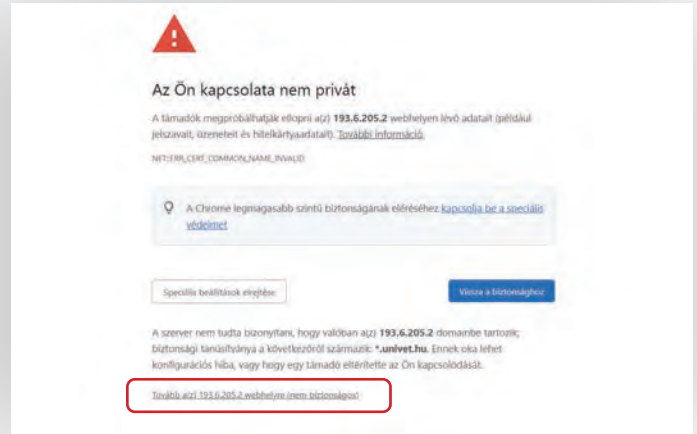 Az Ön kapcsolata nem privát
A támadók megpróbálhatják ellopni a(z) 193.6.205.2 webhelyen lévő adatait (például
jelszavait, üzeneteit és hitelkártyaadatait). További információ
NET::ERR_CERT_COMMON_NAME_INVALID
A Chrome legmagasabb szintű biztonságának eléréséhez kapcsolja be a speciális
védelmet
Speciális beállítások elrejtése
Vissza a biztonsághoz
A szerver nem tudta bizonyítani, hogy valóban a(z) 193.6.205.2 domainbe tartozik;
biztonsági tanúsítványa a következőről származik: *.univet.hu. Ennek oka lehet
konfigurációs hiba, vagy hogy egy támadó eltérítette az Ön kapcsolódását.
Tovább a(z) 193.6.205.2 webhelyre (nem biztonságos)